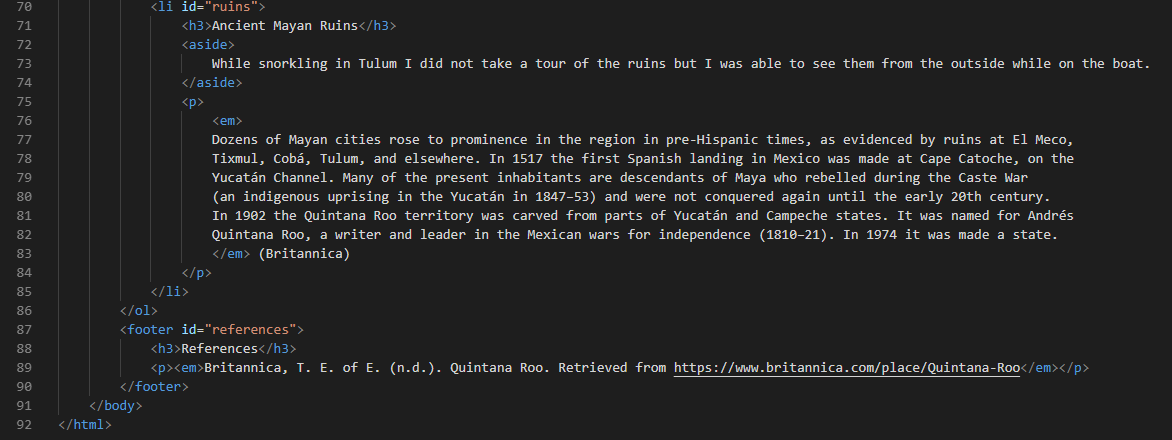 70 <li id="ruins">
71 <h3>Ancient Mayan Ruins</h3>
72 <aside>
73 While snorkling in Tulum I did not take a tour of the ruins but I was able to see them from the outside while on the boat.
74 </aside>
75 <p>
76 <em>
77 Dozens of Mayan cities rose to prominence in the region in pre-Hispanic times, as evidenced by ruins at El Meco,
78 Tixmul, Cobá, Tulum, and elsewhere. In 1517 the first Spanish landing in Mexico was made at Cape Catoche, on the
79 Yucatán Channel. Many of the present inhabitants are descendants of Maya who rebelled during the Caste War
80 (an indigenous uprising in the Yucatán in 1847–53) and were not conquered again until the early 20th century.
81 In 1902 the Quintana Roo territory was carved from parts of Yucatán and Campeche states. It was named for Andrés
82 Quintana Roo, a writer and leader in the Mexican wars for independence (1810–21). In 1974 it was made a state.
83 </em> (Britannica)
84 </p>
85 </li>
86 </ol>
87 <footer id="references">
88 <h3>References</h3>
89 <p><em>Britannica, T. E. of E. (n.d.). Quintana Roo. Retrieved from https://www.britannica.com/place/Quintana-Roo</em></p>
90 </footer>
91 </body>
92 </html>